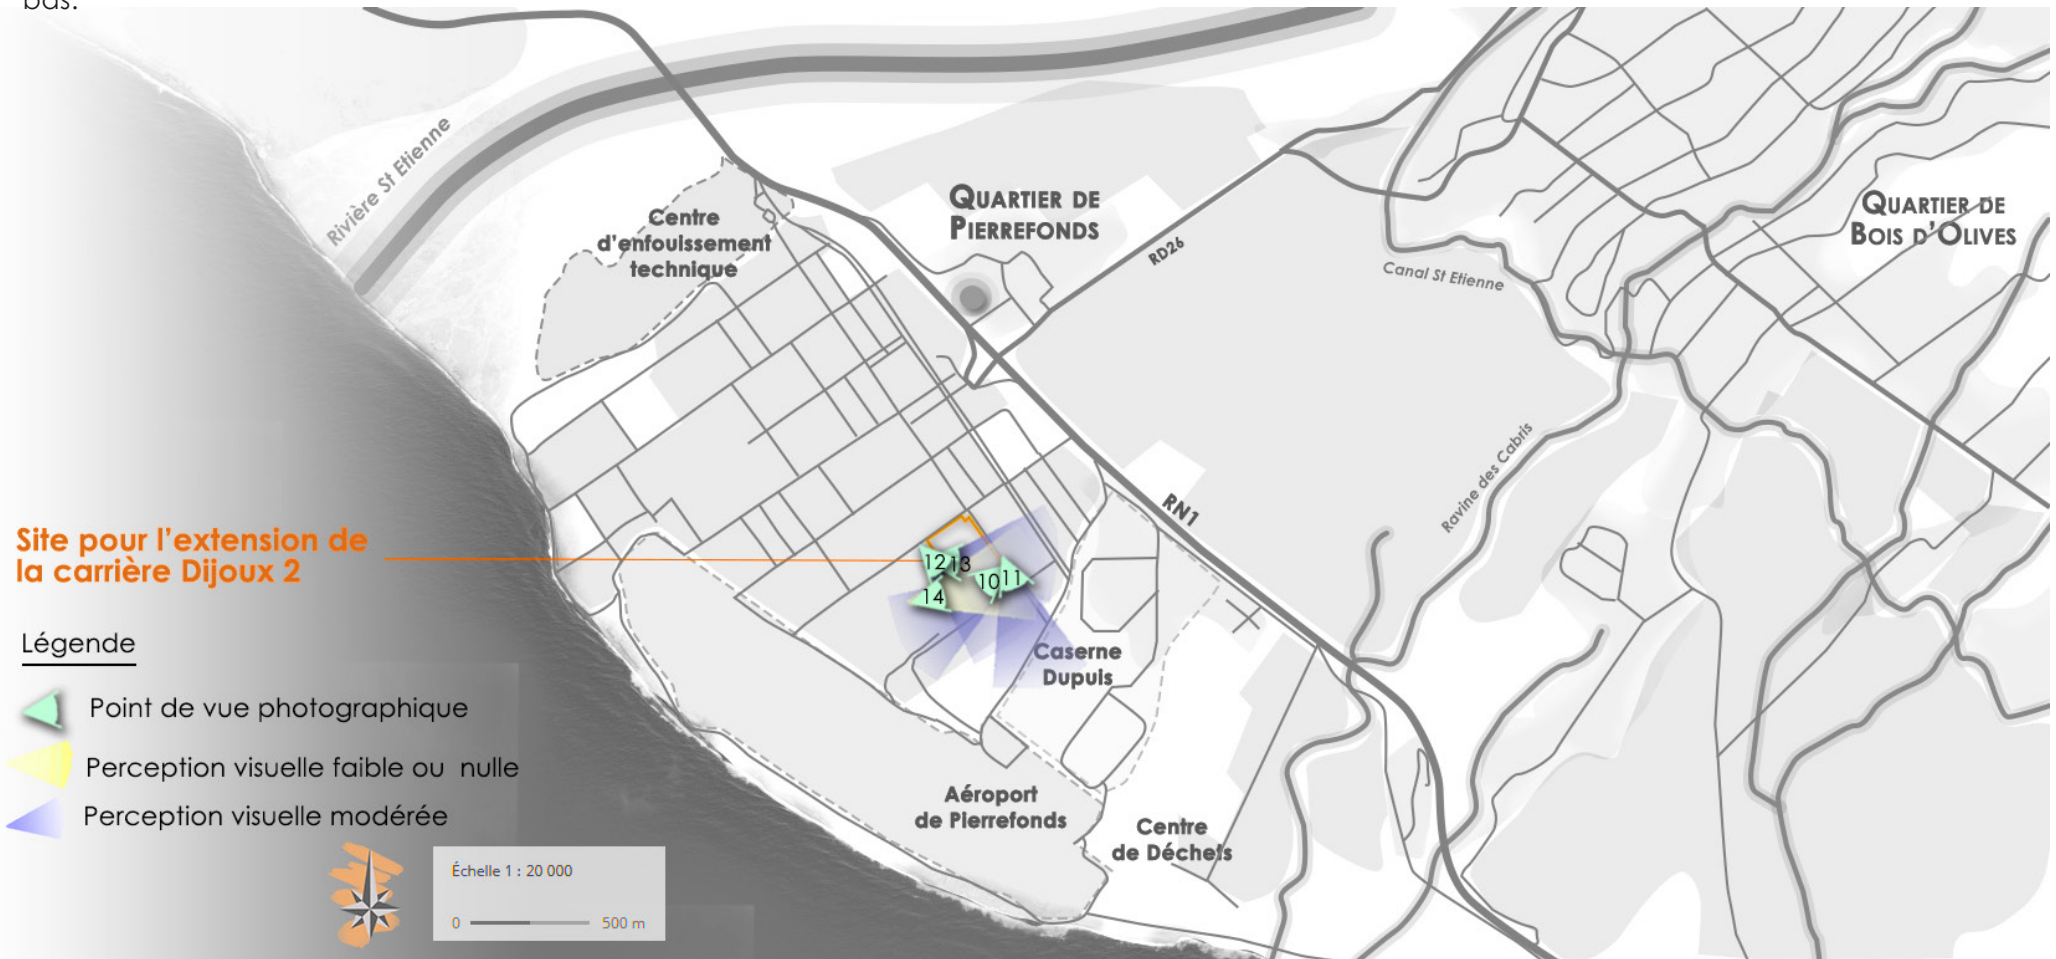 bas.
Rivière St Etienne
Centre
d'enfouissement
technique
QUARTIER DE
PIERREFONDS
RD26
Canal St Etienne
QUARTIER DE
BOIS D'OLIVES
Ravine des Cabris
RN1
Site pour l'extension de
la carrière Dijoux 2
12
13
10
11
14
Caserne
Dupuis
Légende
Point de vue photographique
Perception visuelle faible ou nulle
Perception visuelle modérée
Aéroport
de Pierrefonds
Centre
de Déchets
Échelle 1 : 20 000
0 500 m